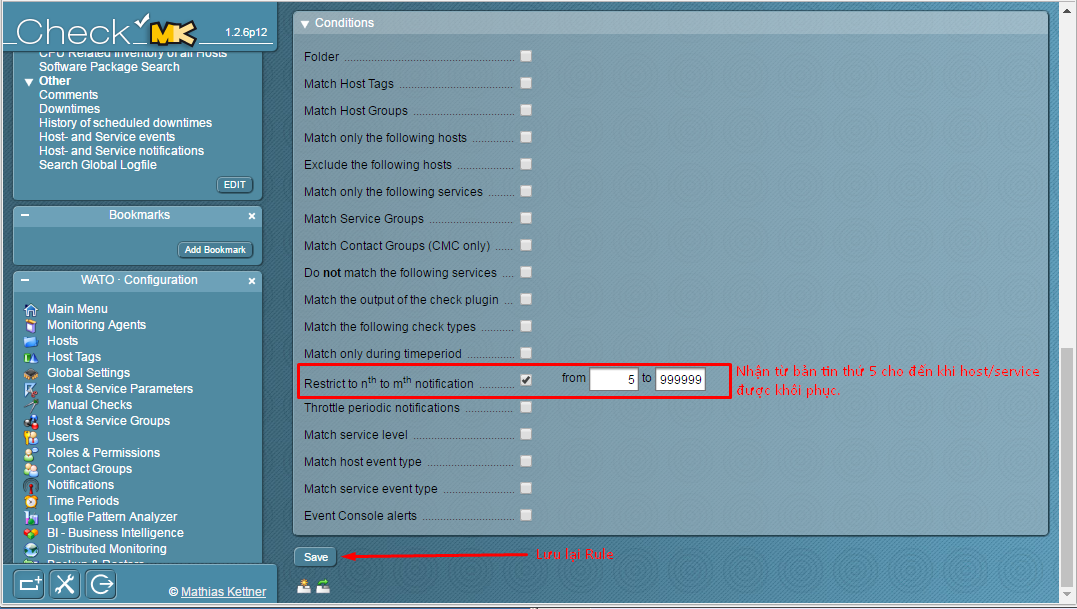 Check MK
1.2.6p12
CPU Related Inventory of all Hosts
Software Package Search
Other
Comments
Downtimes
History of scheduled downtimes
Host- and Service events
Host- and Service notifications
Search Global Logfile
EDIT
Bookmarks
Add Bookmark
WATO · Configuration
Main Menu
Monitoring Agents
Hosts
Host Tags
Global Settings
Host & Service Parameters
Manual Checks
Host & Service Groups
Users
Roles & Permissions
Contact Groups
Notifications
Time Periods
Logfile Pattern Analyzer
BI - Business Intelligence
Distributed Monitoring
Backup & Restore
© Mathias Kettner
Conditions
Folder
Match Host Tags
Match Host Groups
Match only the following hosts
Exclude the following hosts
Match only the following services
Match Service Groups
Match Contact Groups (CMC only)
Do not match the following services
Match the output of the check plugin
Match the following check types
Match only during timeperiod
Restrict to nth to mth notification from 5 to 999999
Nhận từ bản tin thứ 5 cho đến khi host/service
được khôi phục.
Throttle periodic notifications
Match service level
Match host event type
Match service event type
Event Console alerts
Save
Lưu lại Rule